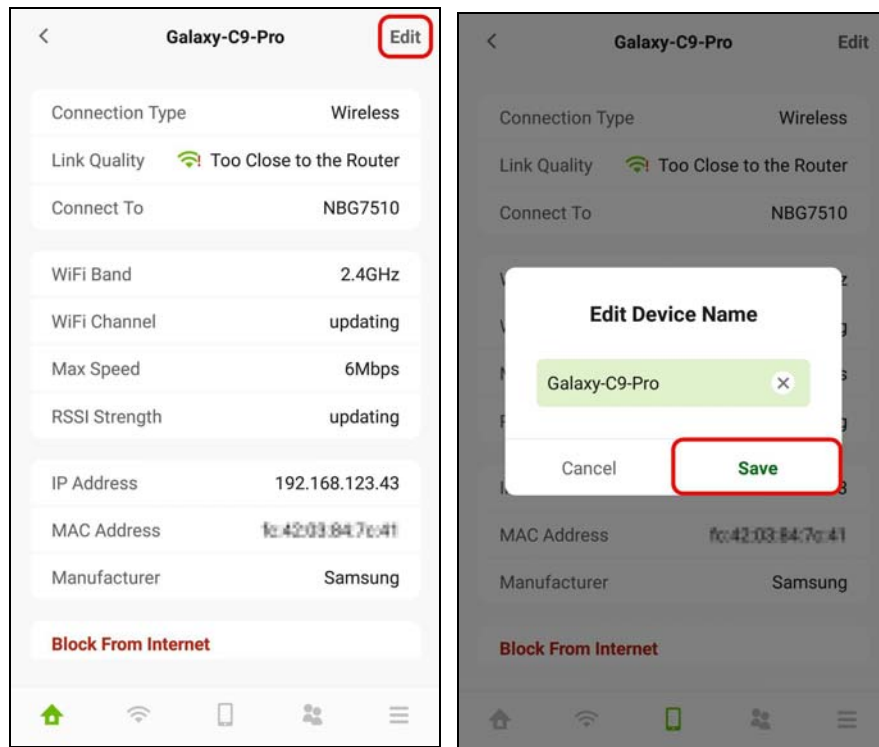 Galaxy-C9-Pro Edit
Connection Type Wireless
Link Quality Too Close to the Router
Connect To NBG7510
WiFi Band 2.4GHz
WiFi Channel updating
Max Speed 6Mbps
RSSI Strength updating
IP Address 192.168.123.43
MAC Address
Manufacturer Samsung
Block From Internet
Galaxy-C9-Pro Edit
Connection Type Wireless
Link Quality Too Close to the Router
Connect To NBG7510
Edit Device Name
Galaxy-C9-Pro
Cancel Save
MAC Address
Manufacturer Samsung
Block From Internet